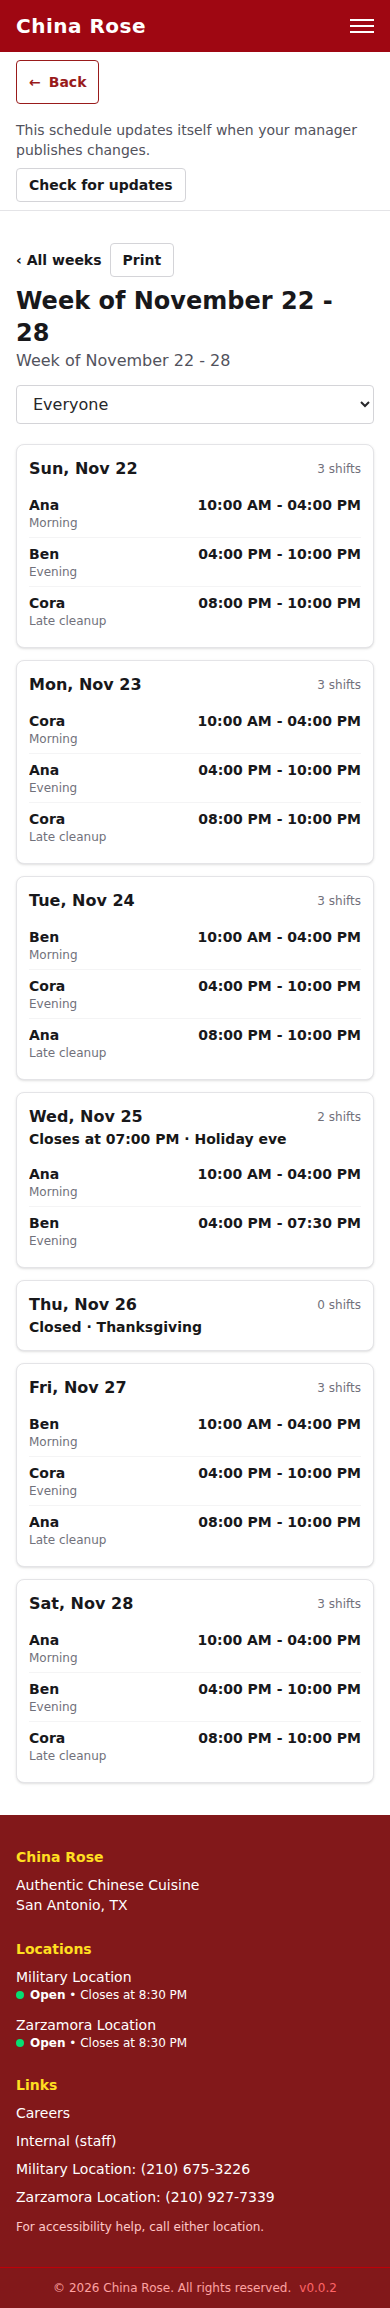 China Rose
← Back
This schedule updates itself when your manager
publishes changes.
Check for updates
‹ All weeks Print
Week of November 22 -
28
Week of November 22 - 28
Everyone
Sun, Nov 22 3 shifts
Ana 10:00 AM - 04:00 PM
Morning
Ben 04:00 PM - 10:00 PM
Evening
Cora 08:00 PM - 10:00 PM
Late cleanup
Mon, Nov 23 3 shifts
Cora 10:00 AM - 04:00 PM
Morning
Ana 04:00 PM - 10:00 PM
Evening
Cora 08:00 PM - 10:00 PM
Late cleanup
Tue, Nov 24 3 shifts
Ben 10:00 AM - 04:00 PM
Morning
Cora 04:00 PM - 10:00 PM
Evening
Ana 08:00 PM - 10:00 PM
Late cleanup
Wed, Nov 25 2 shifts
Closes at 07:00 PM · Holiday eve
Ana 10:00 AM - 04:00 PM
Morning
Ben 04:00 PM - 07:30 PM
Evening
Thu, Nov 26 0 shifts
Closed · Thanksgiving
Fri, Nov 27 3 shifts
Ben 10:00 AM - 04:00 PM
Morning
Cora 04:00 PM - 10:00 PM
Evening
Ana 08:00 PM - 10:00 PM
Late cleanup
Sat, Nov 28 3 shifts
Ana 10:00 AM - 04:00 PM
Morning
Ben 04:00 PM - 10:00 PM
Evening
Cora 08:00 PM - 10:00 PM
Late cleanup
China Rose
Authentic Chinese Cuisine
San Antonio, TX
Locations
Military Location
Open • Closes at 8:30 PM
Zarzamora Location
Open • Closes at 8:30 PM
Links
Careers
Internal (staff)
Military Location: (210) 675-3226
Zarzamora Location: (210) 927-7339
For accessibility help, call either location.
© 2026 China Rose. All rights reserved. v0.0.2